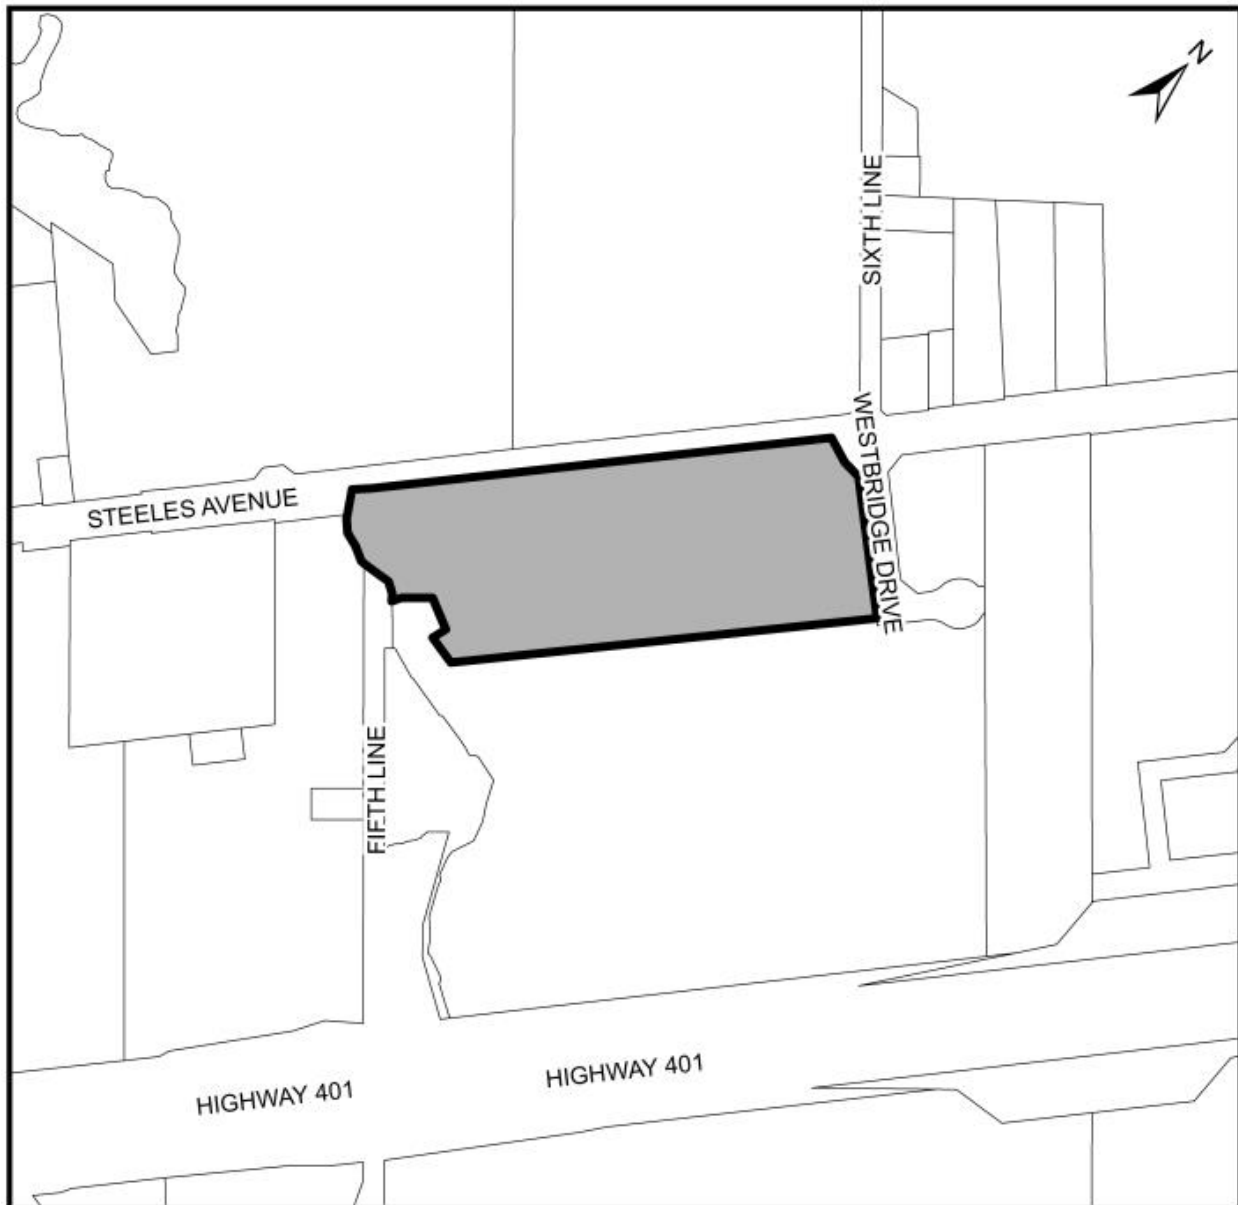 N
SIXTH LINE
WESTBRIDGE DRIVE
STEELES AVENUE
FIFTH LINE
HIGHWAY 401
HIGHWAY 401